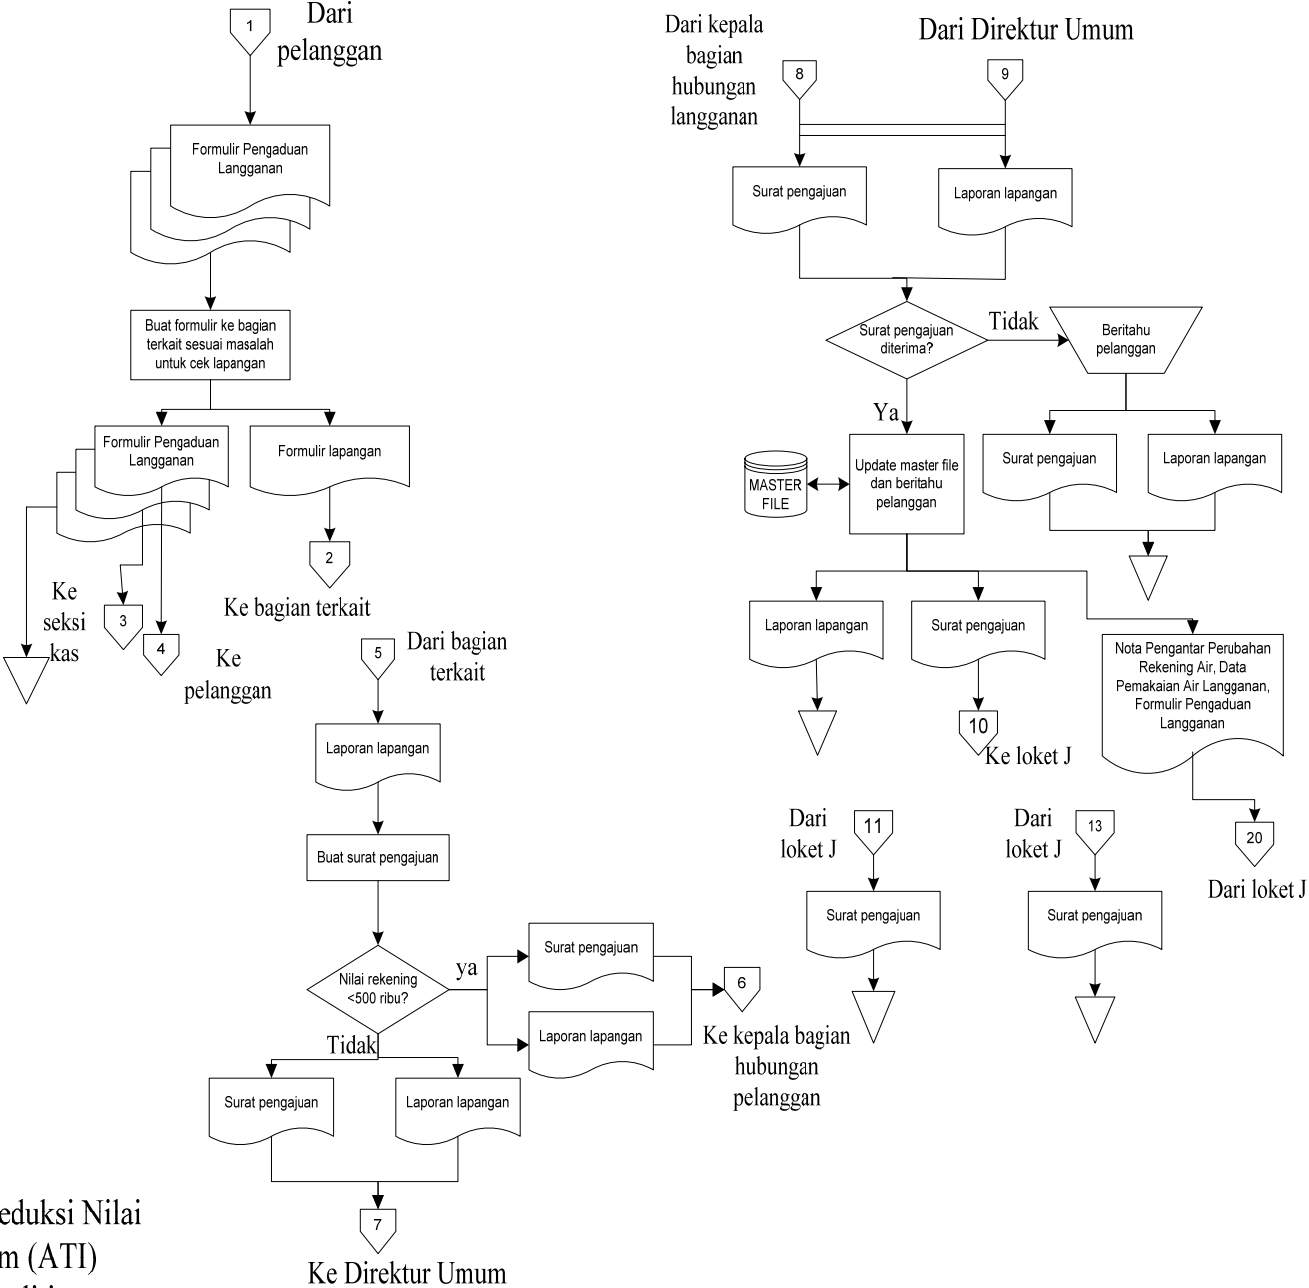 1
Dari
pelanggan
Formulir Pengaduan
Langganan
Buat formulir ke bagian
terkait sesuai masalah
untuk cek lapangan
Formulir Pengaduan
Langganan
Formulir lapangan
2
Ke bagian terkait
Ke
seksi
kas
3
4
Ke
pelanggan
5
Dari bagian
terkait
Laporan lapangan
Buat surat pengajuan
Nilai rekening
<500 ribu?
ya
Surat pengajuan
Laporan lapangan
6
Ke kepala bagian
hubungan
pelanggan
Tidak
Surat pengajuan
Laporan lapangan
7
Ke Direktur Umum
eduksi Nilai
m (ATI)
Dari kepala
bagian
hubungan
langganan
8
Dari Direktur Umum
9
Surat pengajuan
Laporan lapangan
Surat pengajuan
diterima?
Tidak
Beritahu
pelanggan
Ya
Surat pengajuan
Laporan lapangan
MASTER
FILE
Update master file
dan beritahu
pelanggan
Laporan lapangan
Surat pengajuan
Nota Pengantar Perubahan
Rekening Air, Data
Pemakaian Air Langganan,
Formulir Pengaduan
Langganan
10
Ke loket J
Dari
loket J
11
Surat pengajuan
Dari
loket J
13
Surat pengajuan
20
Dari loket J